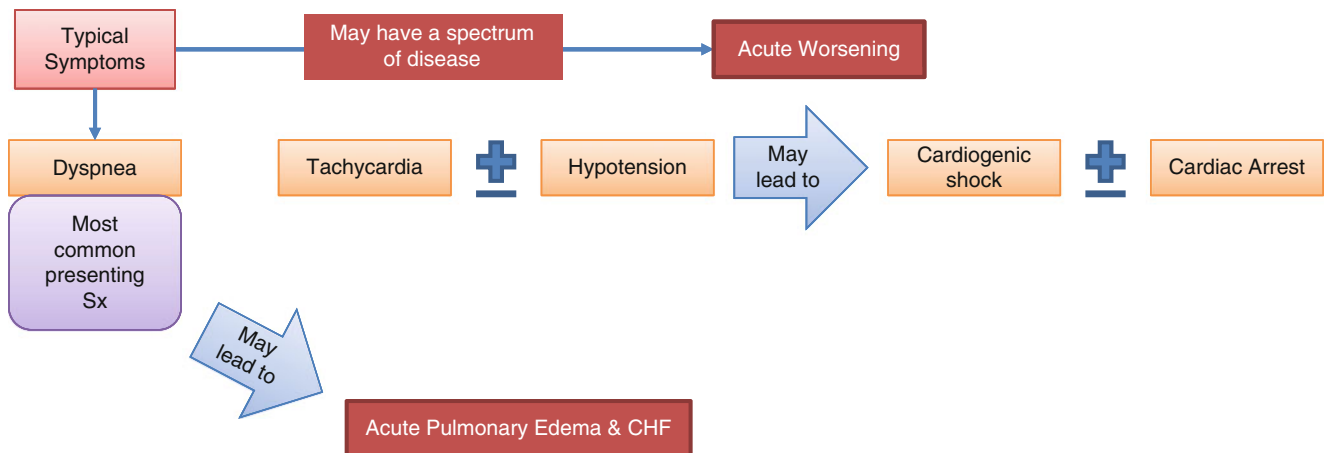 Typical
Symptoms
May have a spectrum
of disease
Acute Worsening
Dyspnea
Most
common
presenting
Sx
Tachycardia
±
Hypotension
May
lead to
Cardiogenic
shock
±
Cardiac Arrest
May
lead to
Acute Pulmonary Edema & CHF